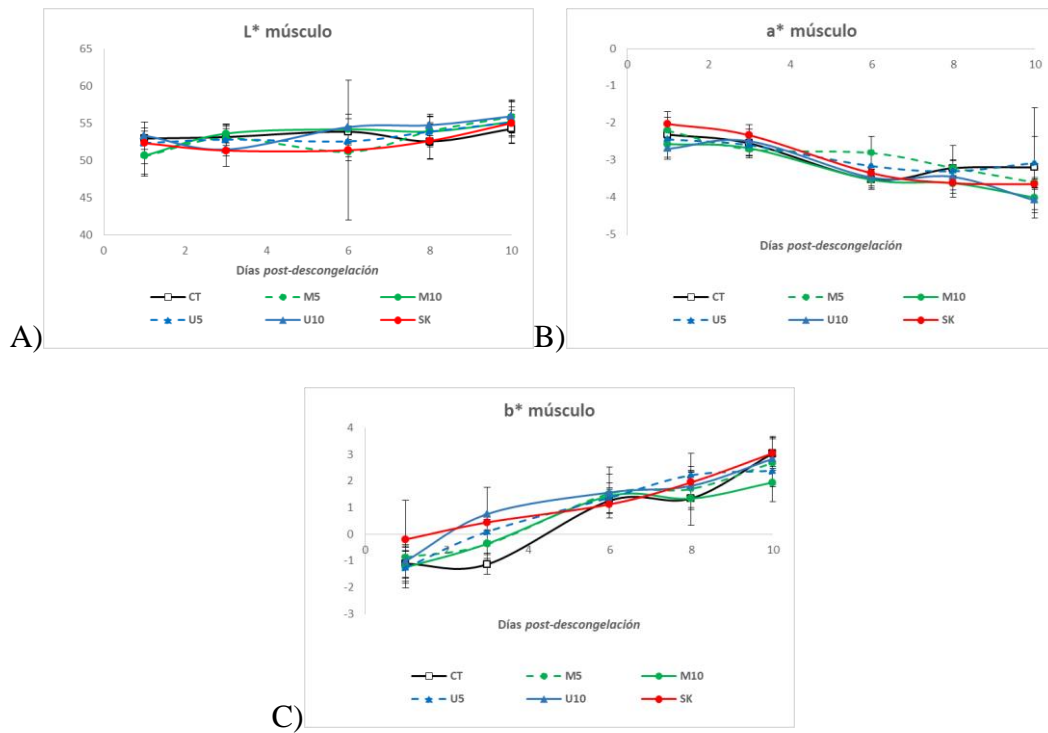 L* músculo
65
60
55
50
45
40
0 2 4 6 8 10
Días post-descongelación
CT M5 M10
U5 U10 SK
A)
a* músculo
0
0 2 4 6 8 10
-1
-2
-3
-4
-5
Días post-descongelación
CT M5 M10
U5 U10 SK
B)
b* músculo
4
3
2
1
0
0 2 4 6 8 10
-1
-2
-3
Días post-descongelación
CT M5 M10
U5 U10 SK
C)